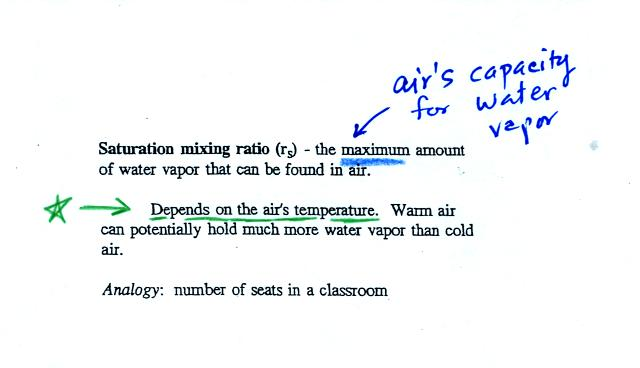 air's capacity
for water
vapor
Saturation mixing ratio (rs) - the maximum amount
of water vapor that can be found in air.
Depends on the air's temperature. Warm air
can potentially hold much more water vapor than cold
air.
Analogy: number of seats in a classroom